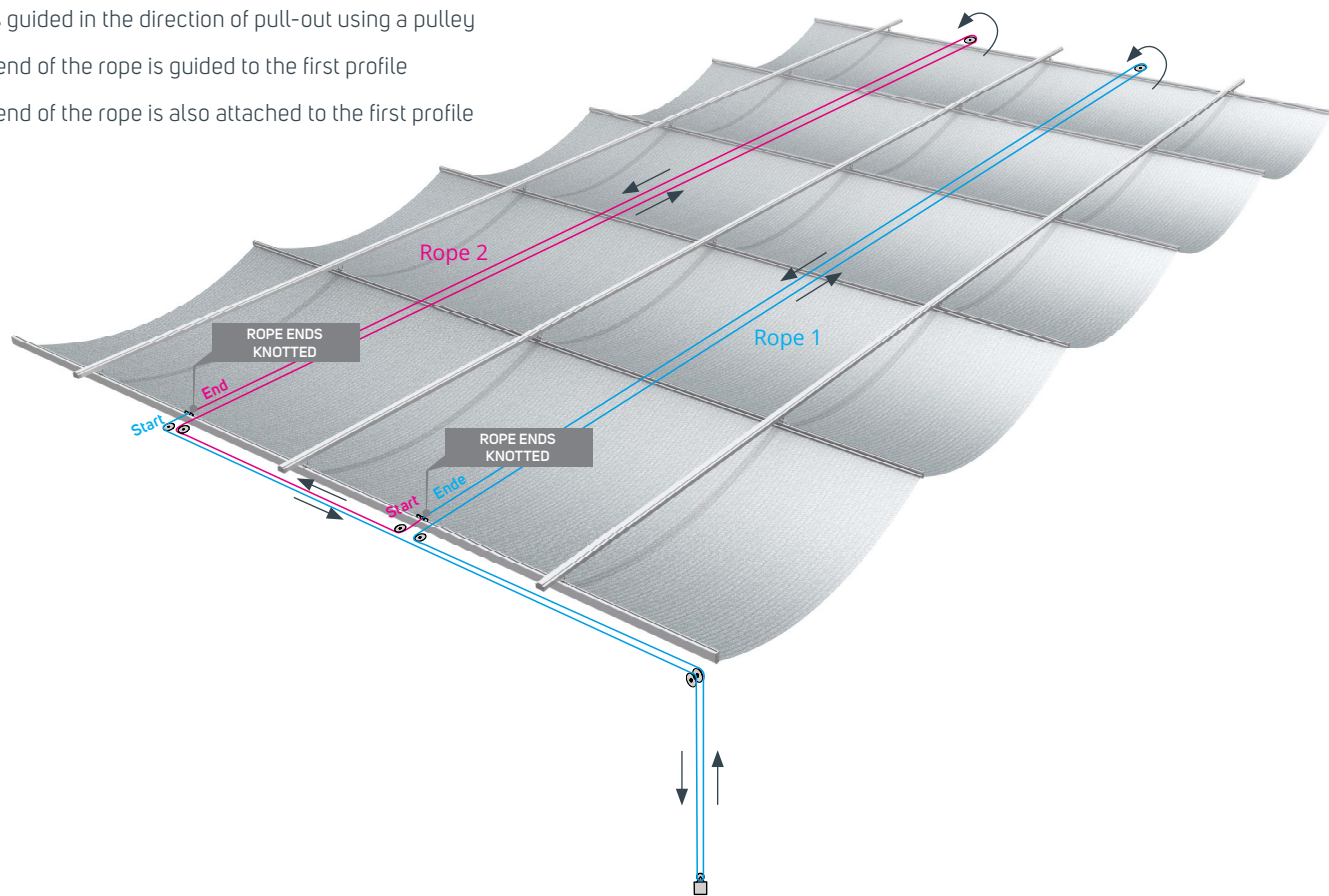 guided in the direction of pull-out using a pulley
end of the rope is guided to the first profile
end of the rope is also attached to the first profile
Rope 2
Rope 1
ROPE ENDS
KNOTTED
End
Start
ROPE ENDS
KNOTTED
Ende
Start